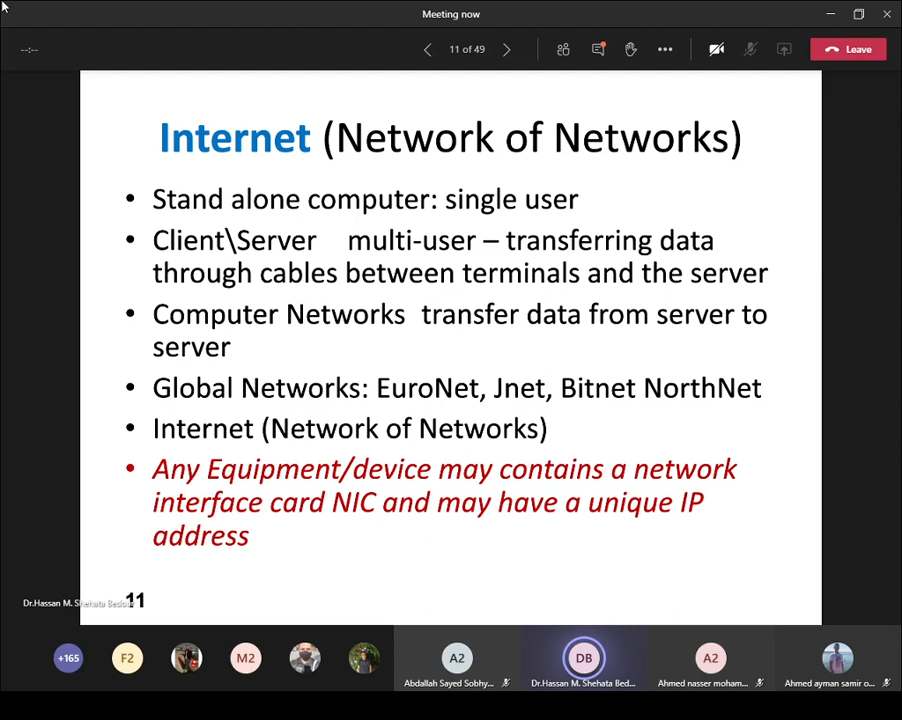 Meeting now
--:--
11 of 49
Leave
Internet (Network of Networks)
• Stand alone computer: single user
• Client\Server multi-user – transferring data
through cables between terminals and the server
• Computer Networks transfer data from server to
server
• Global Networks: EuroNet, Jnet, Bitnet NorthNet
• Internet (Network of Networks)
• Any Equipment/device may contains a network
interface card NIC and may have a unique IP
address
Dr.Hassan M. Shehata Bedour
11
+165
F2
M2
A2
DB
A2
Abdallah Sayed Sobhy...
Dr.Hassan M. Shehata Bed...
Ahmed nasser moham...
Ahmed ayman samir o...